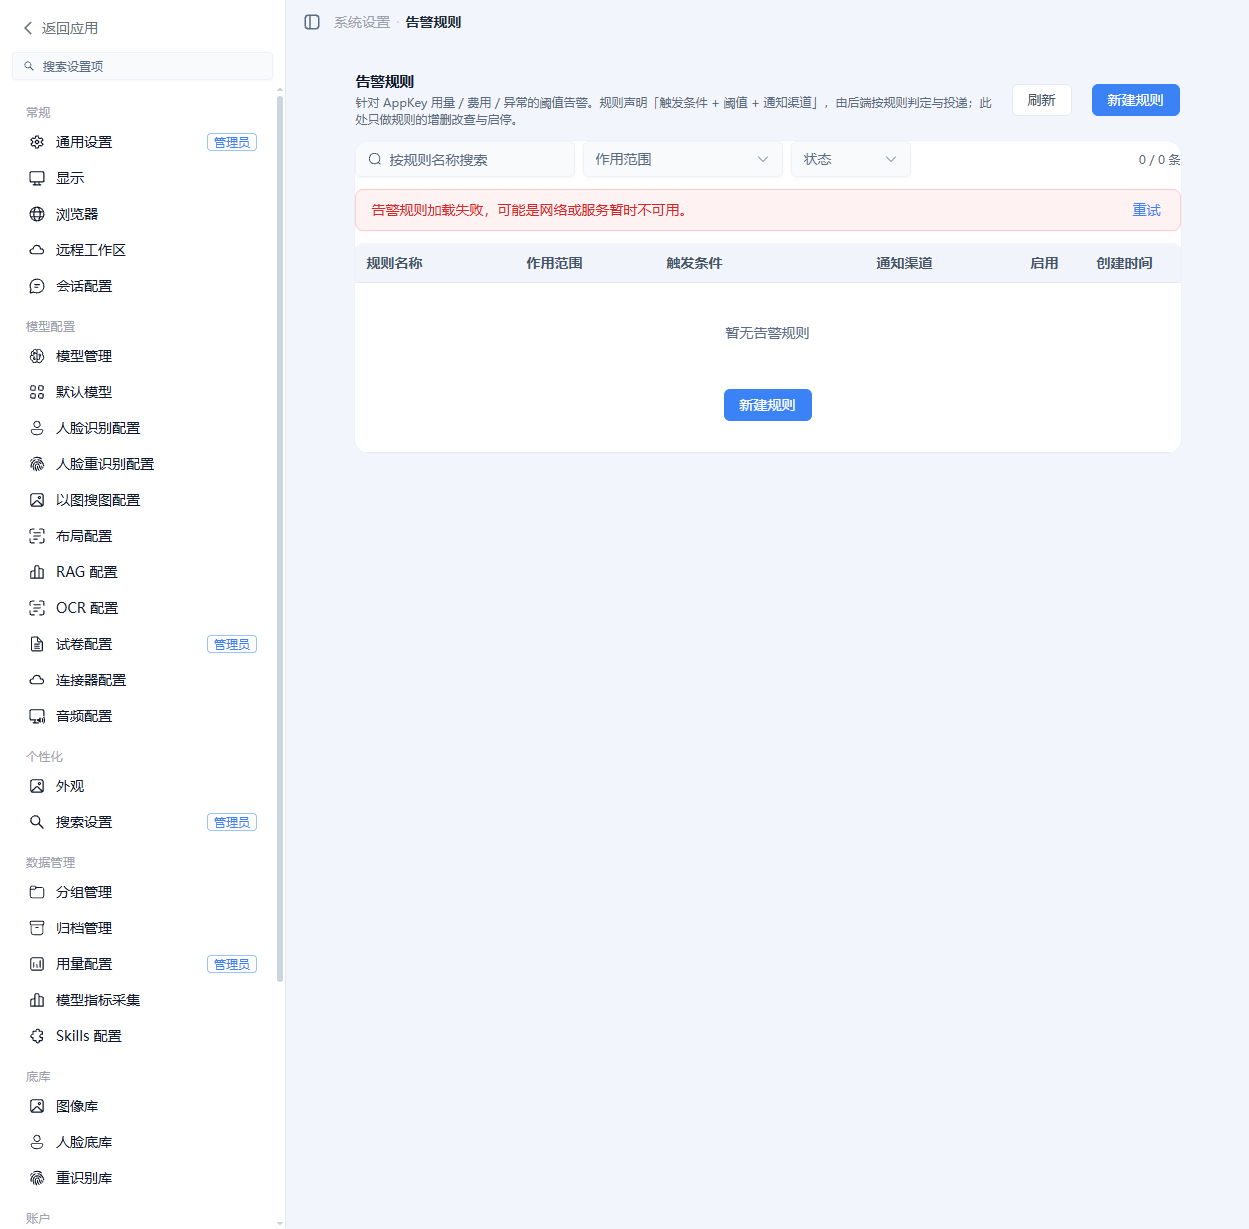 返回应用
搜索设置项
常规
通用设置 管理员
显示
浏览器
远程工作区
会话配置
模型配置
模型管理
默认模型
人脸识别配置
人脸重识别配置
以图搜图配置
布局配置
RAG 配置
OCR 配置
试卷配置 管理员
连接器配置
音频配置
个性化
外观
搜索设置 管理员
数据管理
分组管理
归档管理
用量配置 管理员
模型指标采集
Skills 配置
底库
图像库
人脸底库
重识别库
账户
系统设置 · 告警规则
告警规则
针对 AppKey 用量 / 费用 / 异常的阈值告警。规则声明「触发条件 + 阈值 + 通知渠道」，由后端按规则判定与投递；此
处只做规则的增删改查与启停。
刷新 新建规则
按规则名称搜索 作用范围 状态 0 / 0 条
告警规则加载失败，可能是网络或服务暂时不可用。 重试
规则名称 作用范围 触发条件 通知渠道 启用 创建时间
暂无告警规则
新建规则